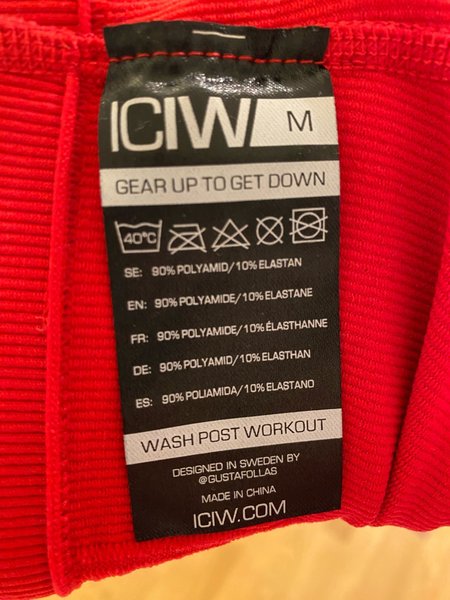 ICIW M
GEAR UP TO GET DOWN
40°C
SE: 90% POLYAMID/10% ELASTAN
EN: 90% POLYAMIDE/10% ELASTANE
FR: 90% POLYAMIDE/10% ÉLASTHANNE
DE: 90% POLYAMID/10% ELASTHAN
ES: 90% POLIAMIDA/10% ELASTANO
WASH POST WORKOUT
DESIGNED IN SWEDEN BY
@GUSTAFOLLAS
MADE IN CHINA
ICIW.COM